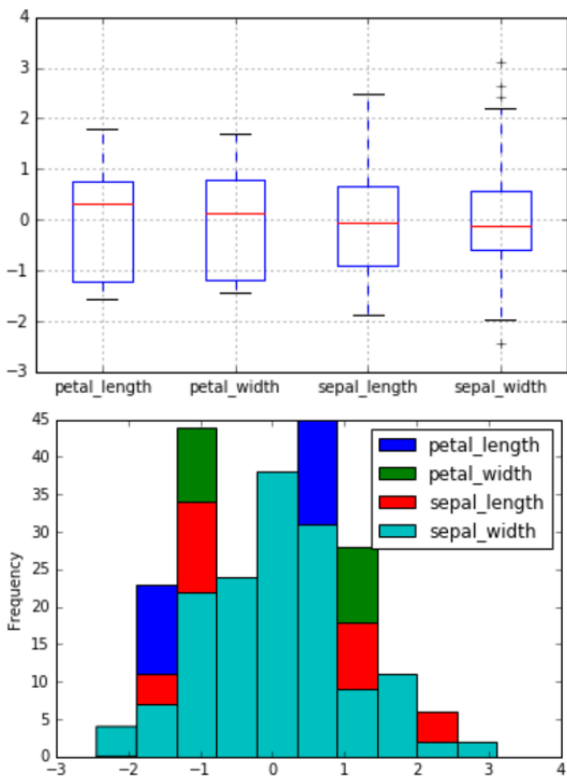 4
3
2
1
0
−1
−2
−3
petal_length petal_width sepal_length sepal_width
45
40
35
30
25
20
15
10
5
0
Frequency
petal_length
petal_width
sepal_length
sepal_width
−3 −2 −1 0 1 2 3 4